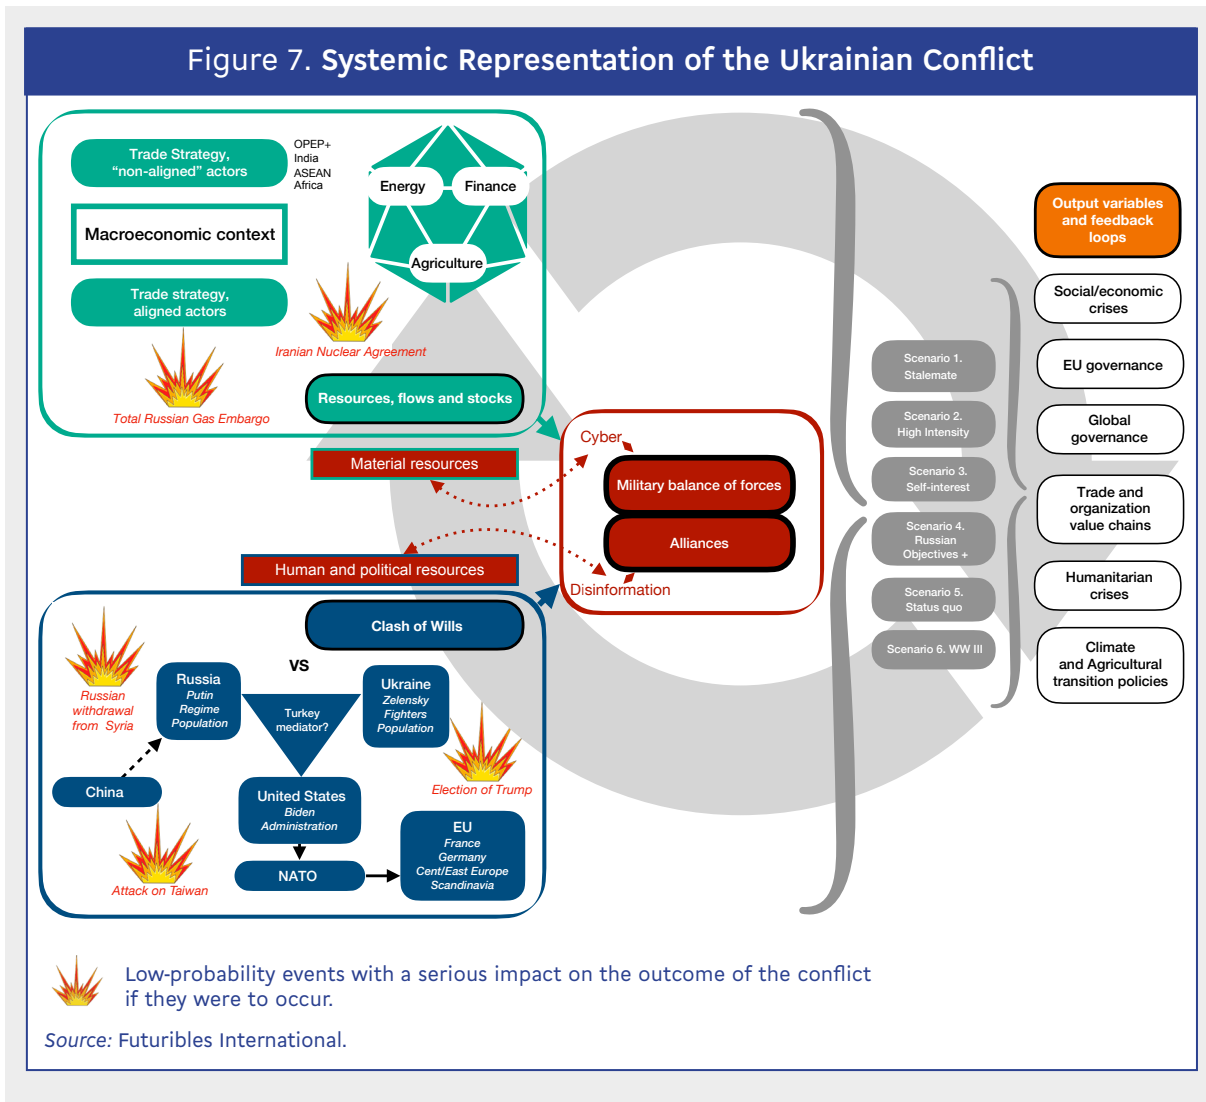 Figure 7. Systemic Representation of the Ukrainian Conflict
Trade Strategy,
“non-aligned” actors
OPEP+
India
ASEAN
Africa
Macroeconomic context
Trade strategy,
aligned actors
Energy
Finance
Agriculture
Iranian Nuclear Agreement
Total Russian Gas Embargo
Resources, flows and stocks
Material resources
Human and political resources
Cyber
Military balance of forces
Alliances
Disinformation
Clash of Wills
VS
Russian
withdrawal
from Syria
Russia
Putin
Regime
Population
Turkey
mediator?
Ukraine
Zelensky
Fighters
Population
Election of Trump
China
Attack on Taiwan
United States
Biden
Administration
NATO
EU
France
Germany
Cent/East Europe
Scandinavia
Scenario 1.
Stalemate
Scenario 2.
High Intensity
Scenario 3.
Self-interest
Scenario 4.
Russian
Objectives +
Scenario 5.
Status quo
Scenario 6. WW III
Output variables
and feedback
loops
Social/economic
crises
EU governance
Global
governance
Trade and
organization
value chains
Humanitarian
crises
Climate
and Agricultural
transition policies
Low-probability events with a serious impact on the outcome of the conflict
if they were to occur.
Source: Futuribles International.